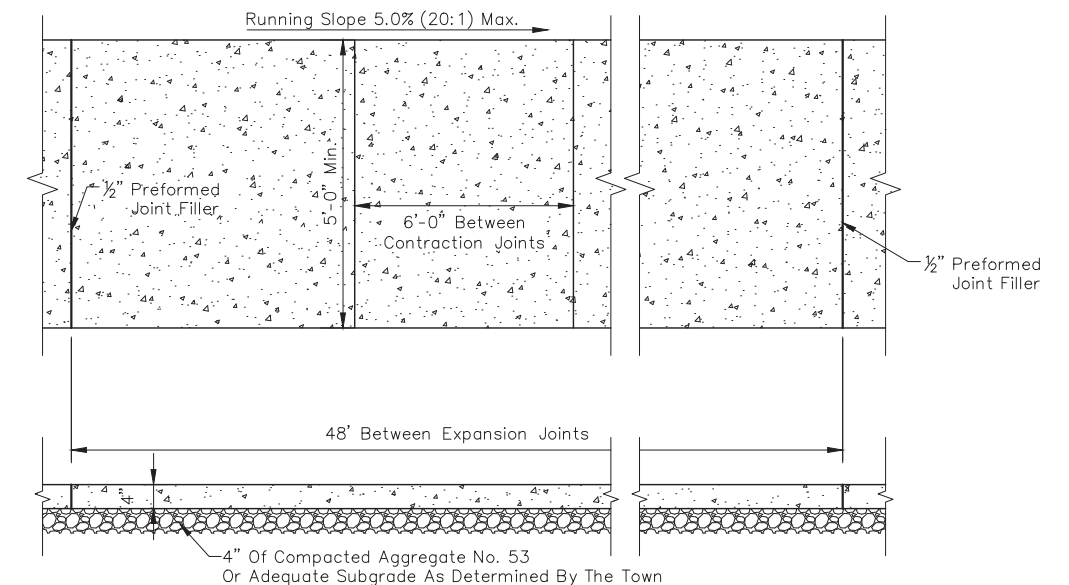 Running Slope 5.0% (20:1) Max.
½" Preformed
Joint Filler
5'-0" Min.
6'-0" Between
Contraction Joints
½" Preformed
Joint Filler
48' Between Expansion Joints
4"
4" Of Compacted Aggregate No. 53
Or Adequate Subgrade As Determined By The Town